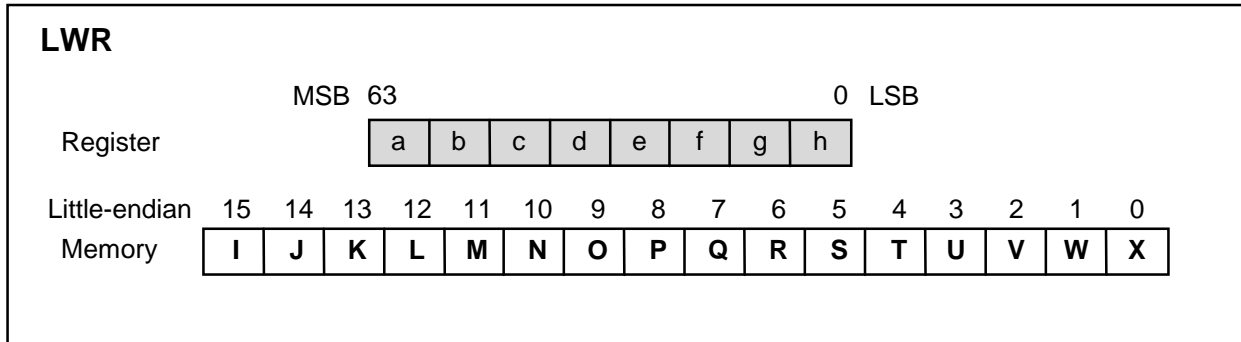 LWR
MSB 63 0 LSB
Register a b c d e f g h
Little-endian 15 14 13 12 11 10 9 8 7 6 5 4 3 2 1 0
Memory I J K L M N O P Q R S T U V W X